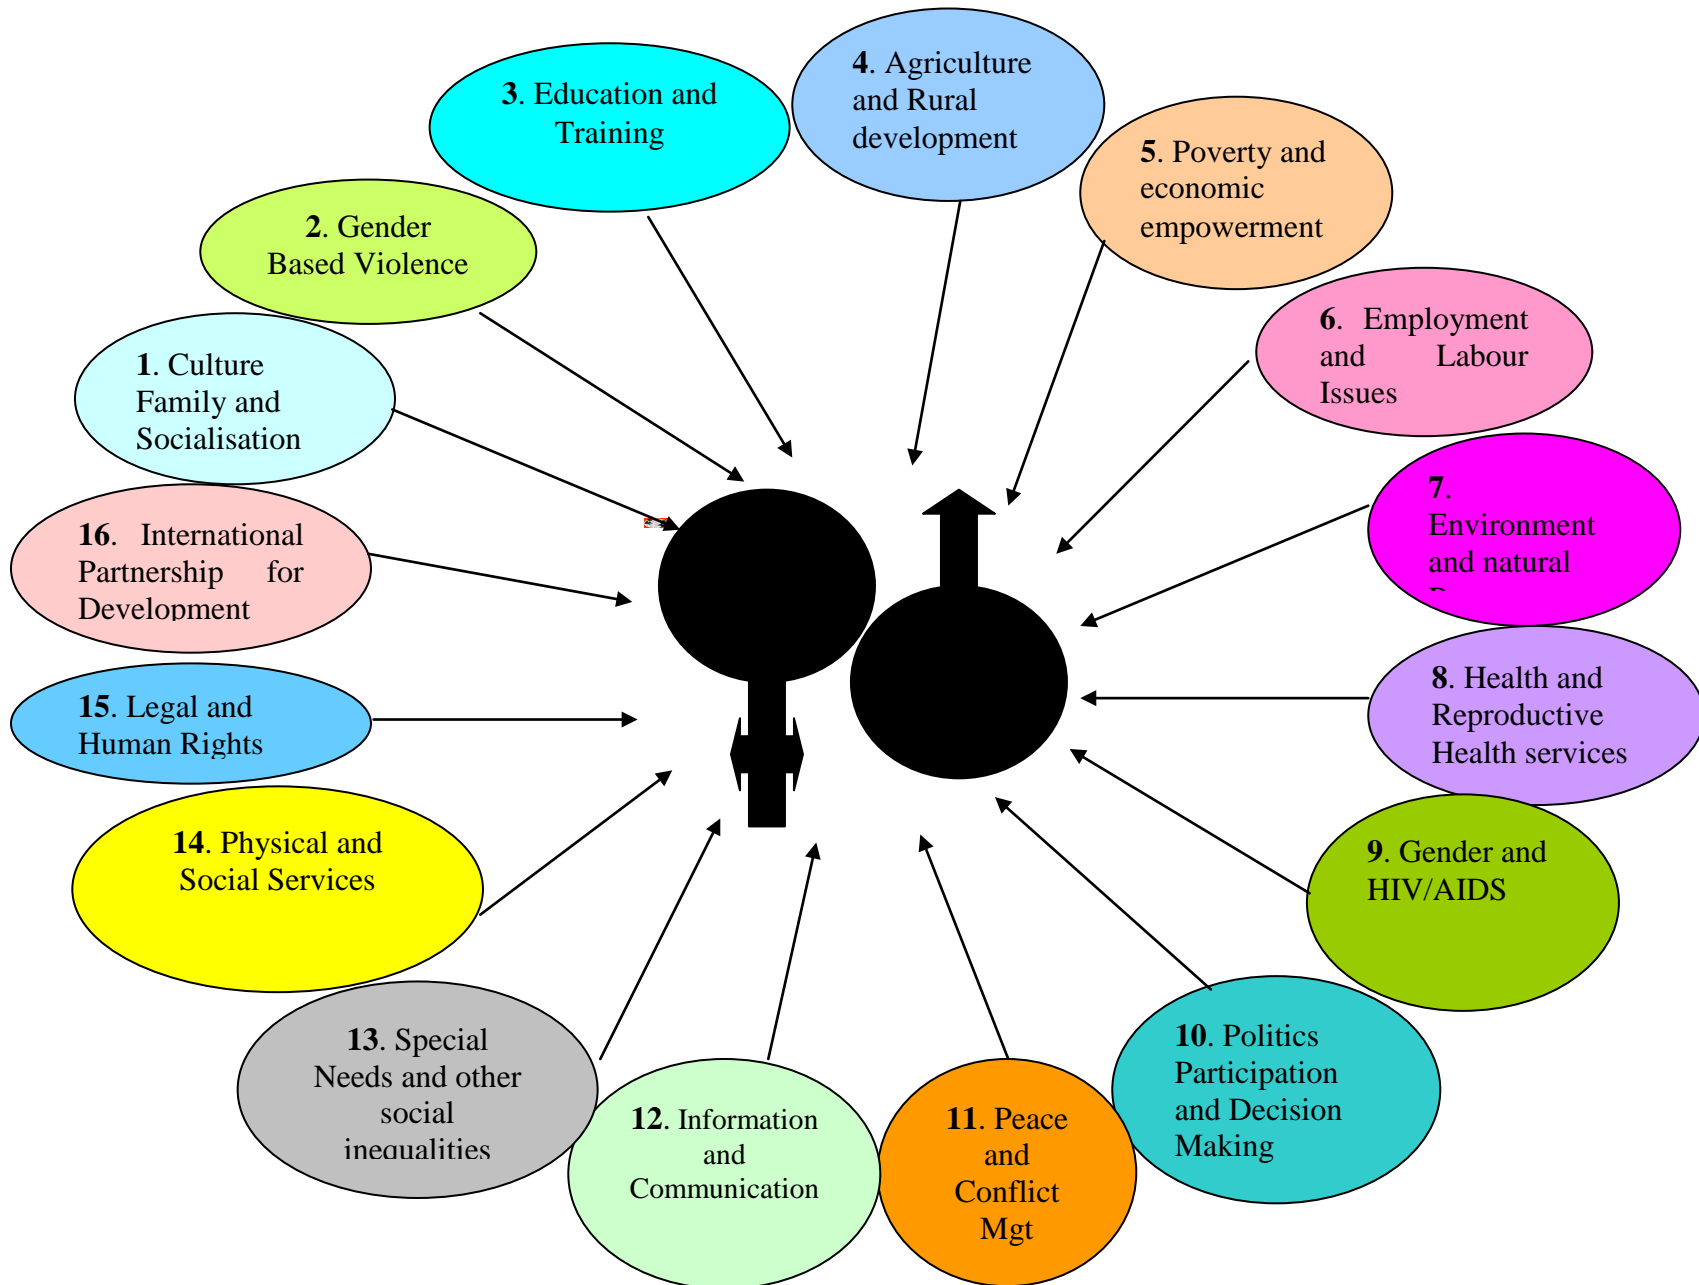 1. Culture
Family and
Socialisation
2. Gender
Based Violence
3. Education and
Training
4. Agriculture
and Rural
development
5. Poverty and
economic
empowerment
6. Employment
and Labour
Issues
7.
Environment
and natural
8. Health and
Reproductive
Health services
9. Gender and
HIV/AIDS
10. Politics
Participation
and Decision
Making
11. Peace
and
Conflict
Mgt
12. Information
and
Communication
13. Special
Needs and other
social
inequalities
14. Physical and
Social Services
15. Legal and
Human Rights
16. International
Partnership for
Development